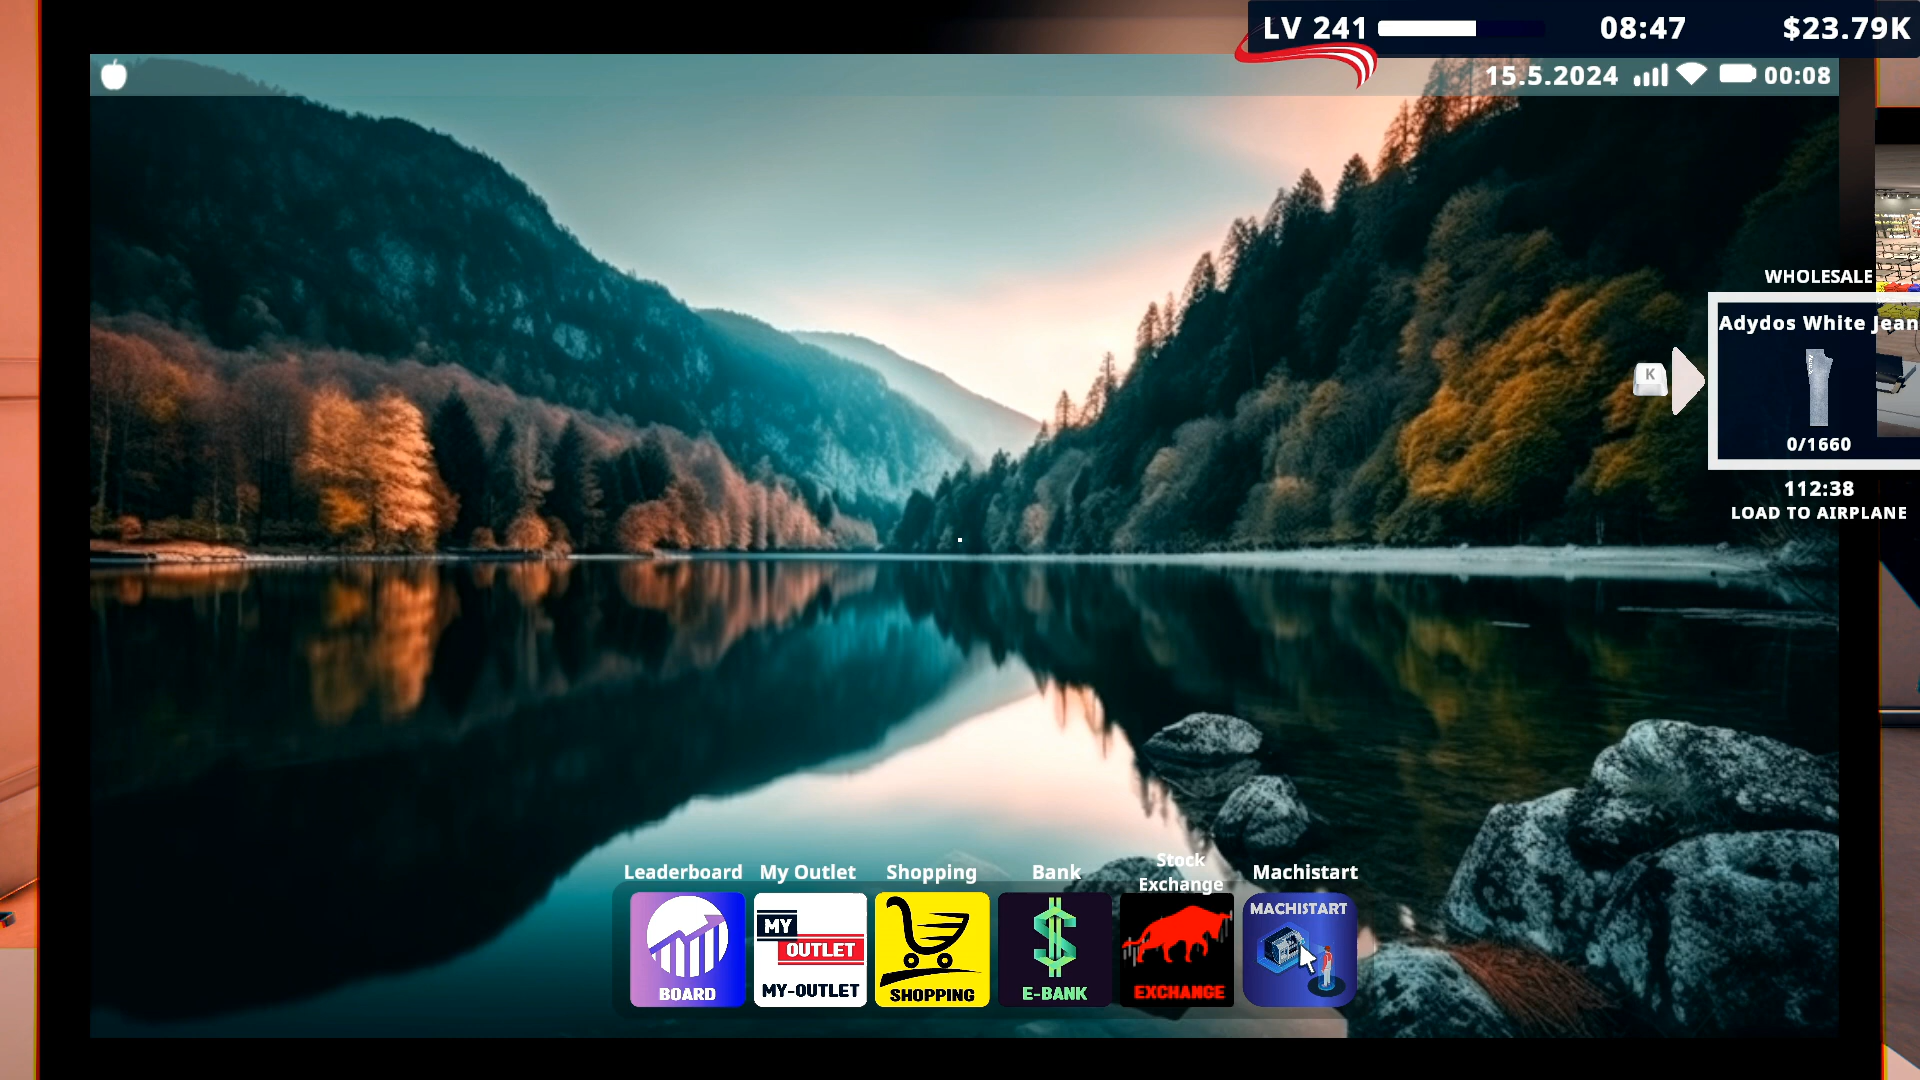 LV 241
08:47
$23.79K
15.5.2024
00:08
WHOLESALE
Adydos White Jean
K
0/1660
112:38
LOAD TO AIRPLANE
Leaderboard
My Outlet
Shopping
Bank
Stock
Exchange
Machistart
BOARD
MY
OUTLET
MY-OUTLET
SHOPPING
E-BANK
EXCHANGE
MACHISTART